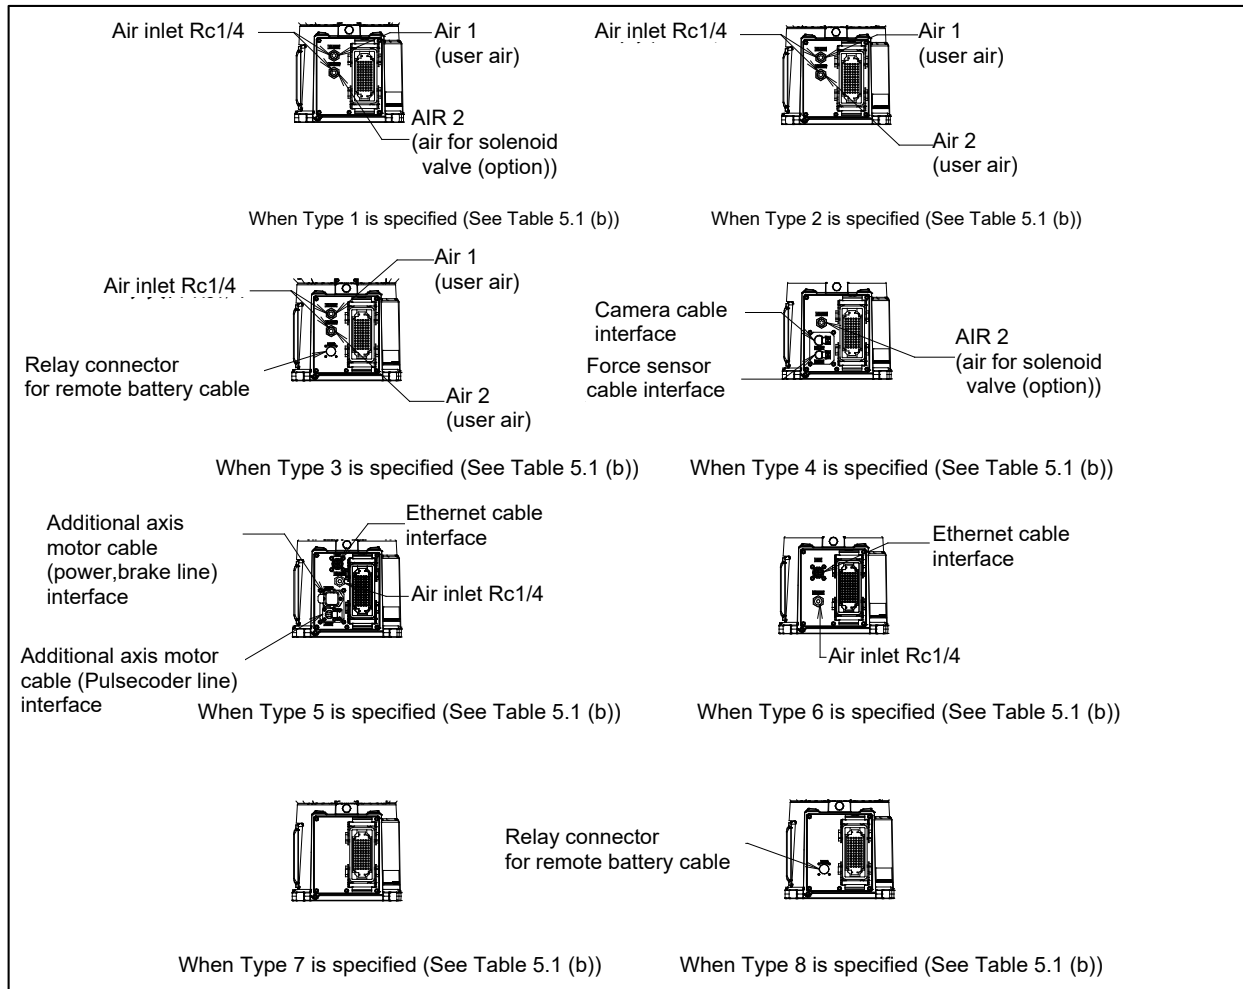 Air inlet Rc1/4
Air 1
(user air)
AIR 2
(air for solenoid
valve (option))
When Type 1 is specified (See Table 5.1 (b))
Air inlet Rc1/4
Air 1
(user air)
Air 2
(user air)
When Type 2 is specified (See Table 5.1 (b))
Air inlet Rc1/4
Air 1
(user air)
Relay connector
for remote battery cable
Air 2
(user air)
When Type 3 is specified (See Table 5.1 (b))
Camera cable
interface
Force sensor
cable interface
AIR 2
(air for solenoid
valve (option))
When Type 4 is specified (See Table 5.1 (b))
Additional axis
motor cable
(power,brake line)
interface
Ethernet cable
interface
Air inlet Rc1/4
Additional axis motor
cable (Pulsecoder line)
interface
When Type 5 is specified (See Table 5.1 (b))
Ethernet cable
interface
Air inlet Rc1/4
When Type 6 is specified (See Table 5.1 (b))
When Type 7 is specified (See Table 5.1 (b))
Relay connector
for remote battery cable
When Type 8 is specified (See Table 5.1 (b))